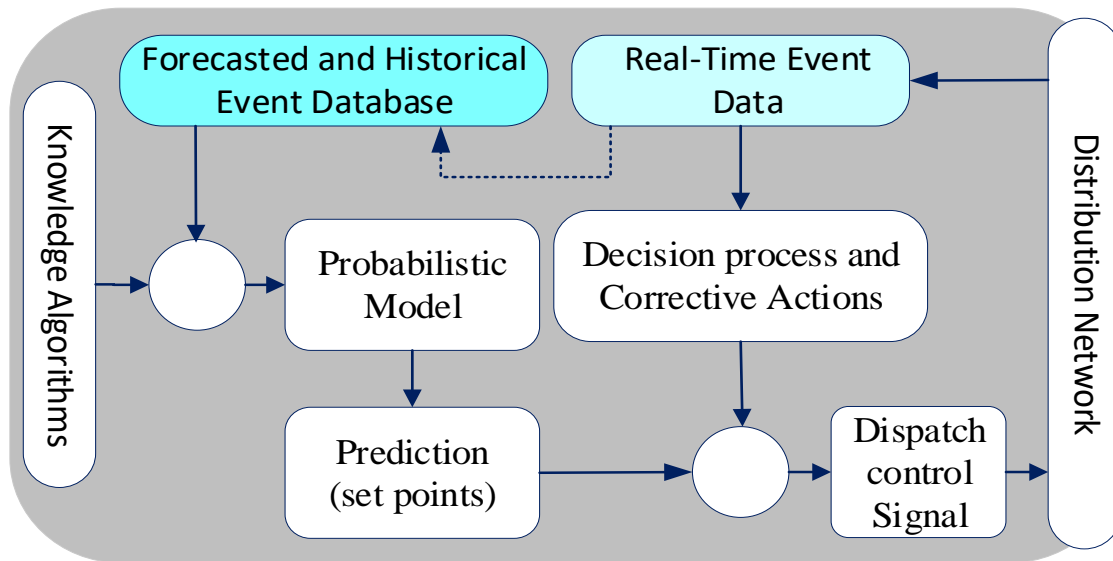 Forecasted and Historical
Event Database
Real-Time Event
Data
Knowledge Algorithms
Probabilistic
Model
Decision process and
Corrective Actions
Distribution Network
Prediction
(set points)
Dispatch
control
Signal